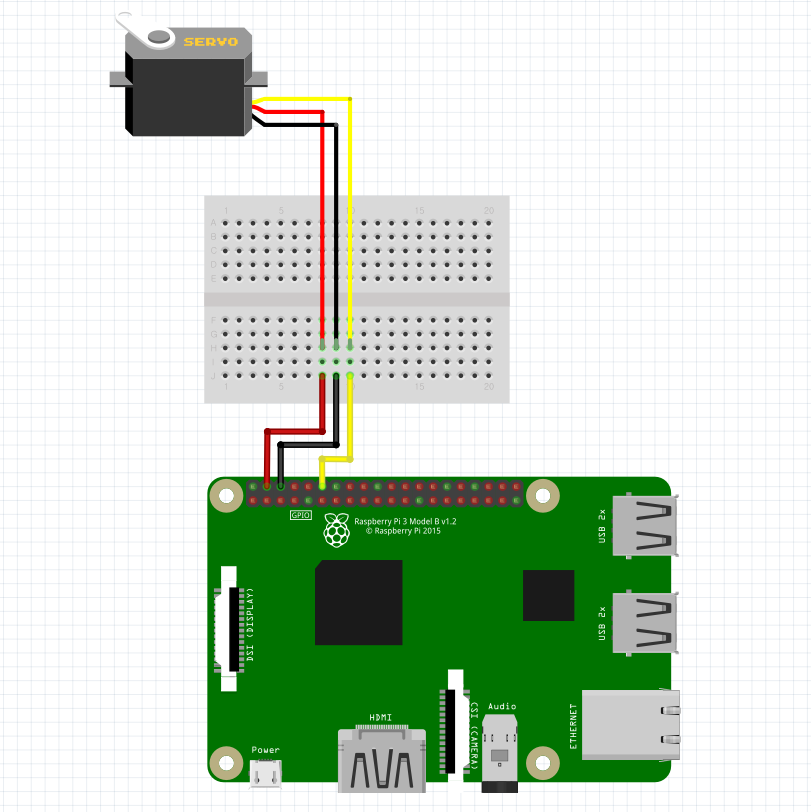 SERVO
1 5 10 15 20
A
B
C
D
E
F
G
H
I
J
1 5 15 20
GPIO
Raspberry Pi 3 Model B v1.2
© Raspberry Pi 2015
USB 2x
DSI (DISPLAY)
USB 2x
CSI (CAMERA)
Audio
ETHERNET
HDMI
Power